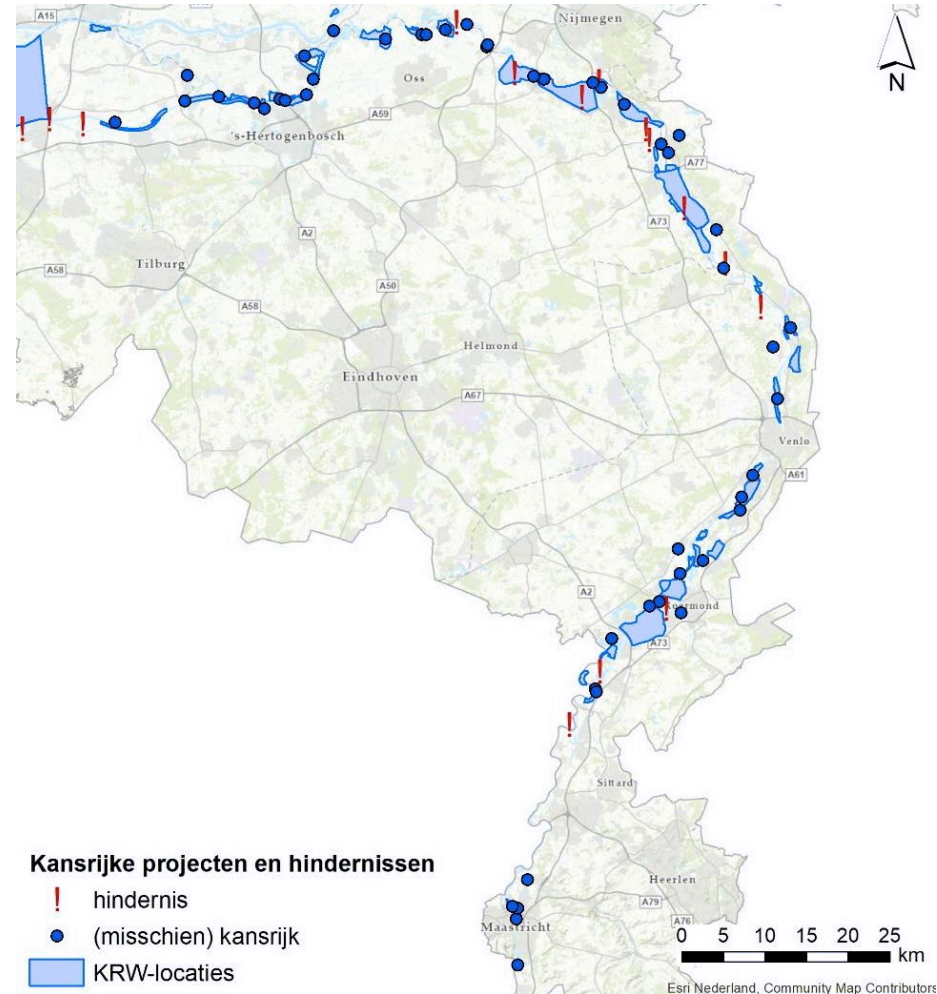 A15
Nijmegen
N
Oss
A59
's-Hertogenbosch
A77
A73
A2
Tilburg
A58
A50
A58
Helmond
Eindhoven
A67
Venlo
A61
A2
Roermond
A73
Sittard
Heerlen
A79
A76
Maastricht
Kansrijke projecten en hindernissen
hindernis
(misschien) kansrijk
KRW-locaties
0 5 10 15 20 25
km
Esri Nederland, Community Map Contributors